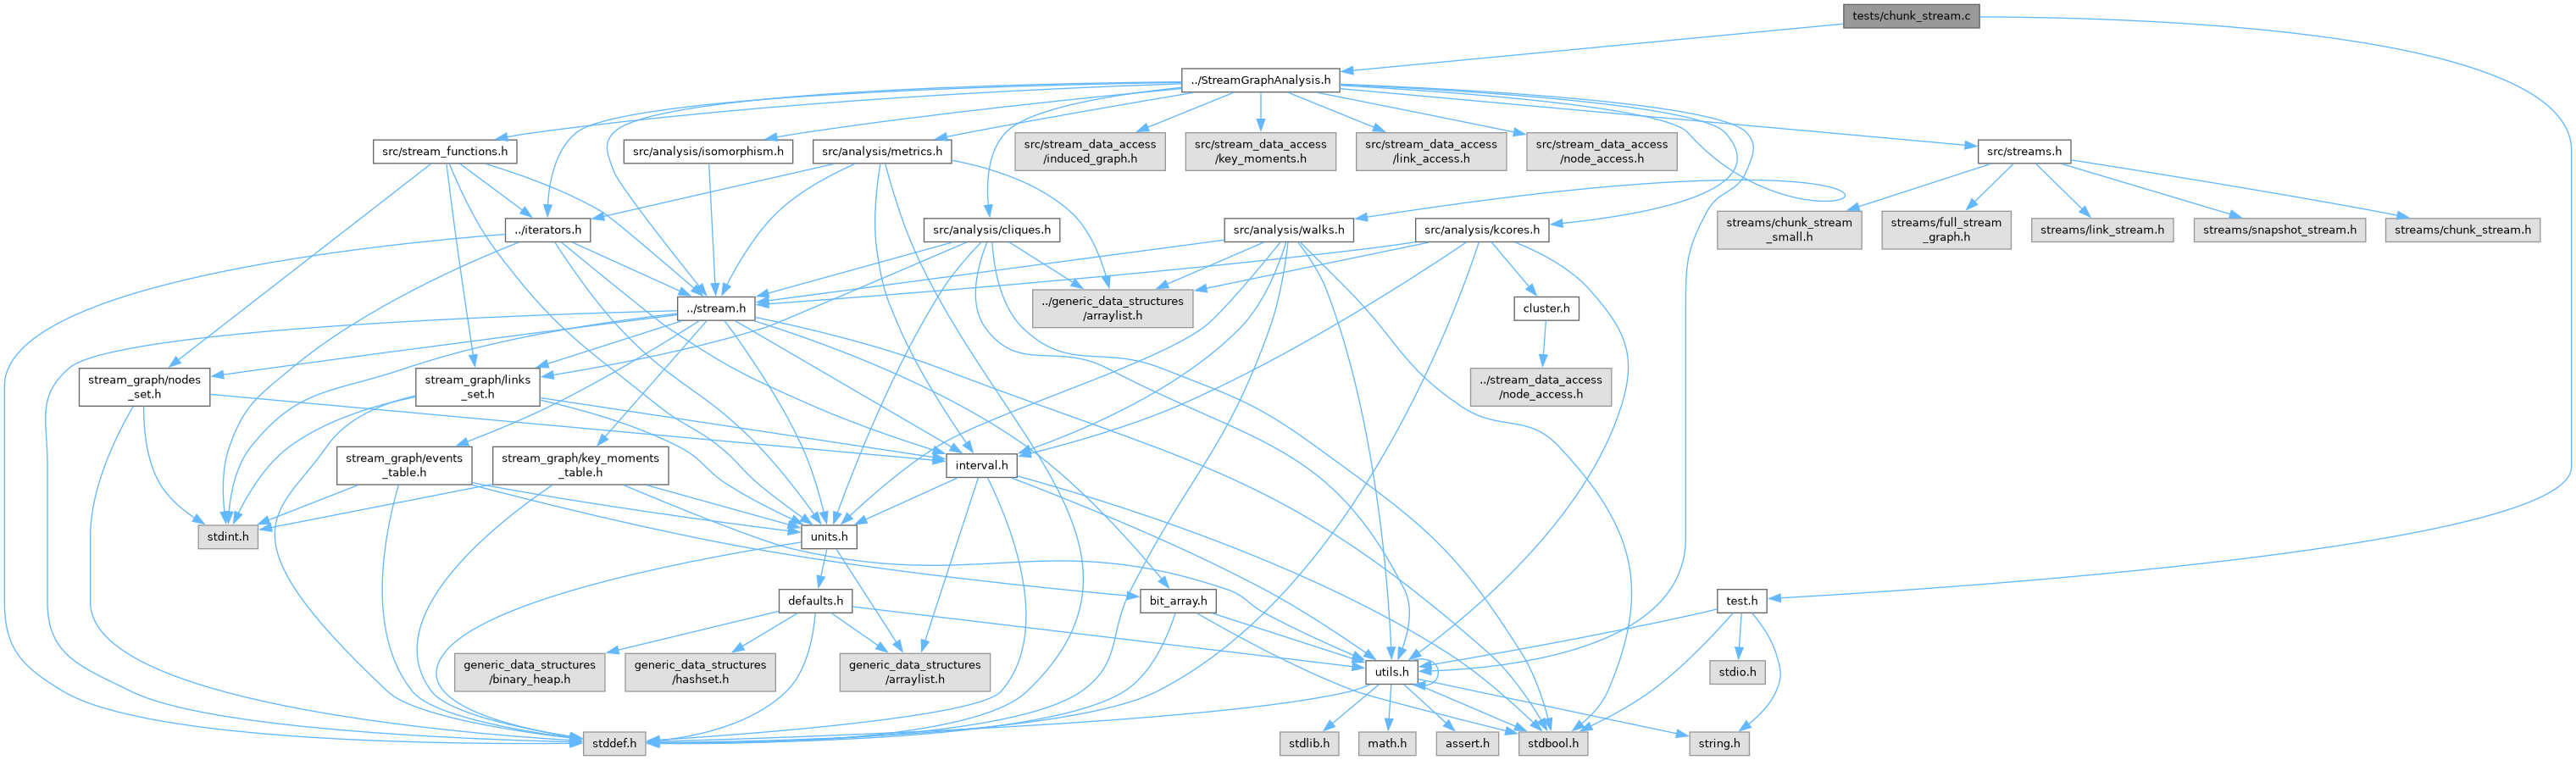 tests/chunk_stream.c
../StreamGraphAnalysis.h
src/stream_functions.h
src/analysis/isomorphism.h
src/analysis/metrics.h
src/stream_data_access
/induced_graph.h
src/stream_data_access
/key_moments.h
src/stream_data_access
/link_access.h
src/stream_data_access
/node_access.h
src/streams.h
../iterators.h
src/analysis/cliques.h
src/analysis/walks.h
src/analysis/kcores.h
streams/chunk_stream
_small.h
streams/full_stream
_graph.h
streams/link_stream.h
streams/snapshot_stream.h
streams/chunk_stream.h
../stream.h
../generic_data_structures
/arraylist.h
cluster.h
stream_graph/nodes
_set.h
stream_graph/links
_set.h
../stream_data_access
/node_access.h
stream_graph/events
_table.h
stream_graph/key_moments
_table.h
interval.h
stdint.h
units.h
defaults.h
bit_array.h
test.h
generic_data_structures
/binary_heap.h
generic_data_structures
/hashset.h
generic_data_structures
/arraylist.h
utils.h
stdio.h
stddef.h
stdlib.h
math.h
assert.h
stdbool.h
string.h